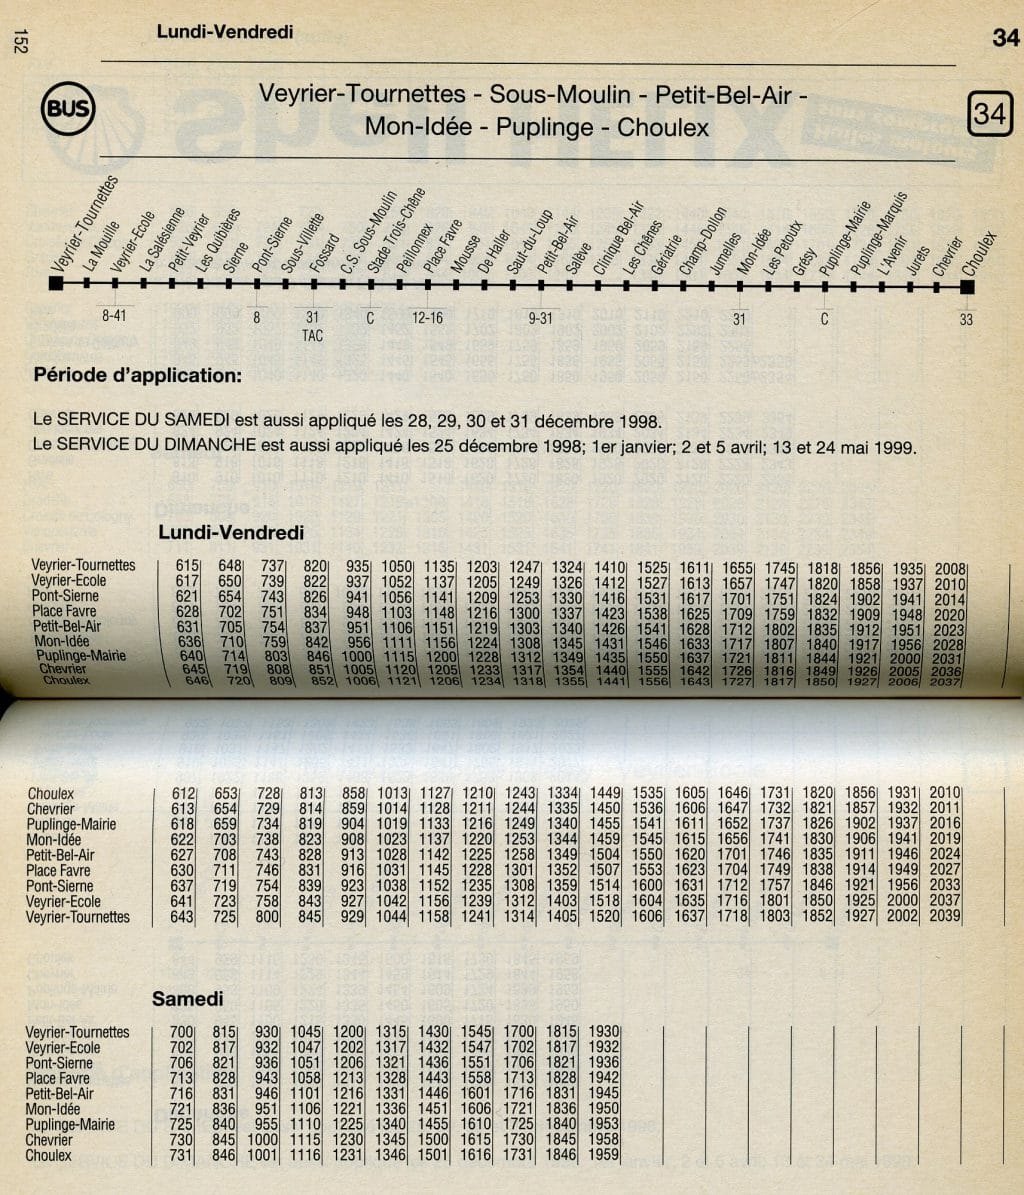 152
Lundi-Vendredi
34
BUS
Veyrier-Tournettes - Sous-Moulin - Petit-Bel-Air -
Mon-Idée - Puplinge - Choulex
34
Veyrier-Tournettes
La Mouille
Veyrier-Ecole
La Salésienne
Petit-Veyrier
Les Quibières
Sierne
Pont-Sierne
Sous-Villette
Fossard
C.S. Sous-Moulin
Stade Trois-Chêne
Peillonnex
Place Favre
Mousse
De Haller
Saut-du-Loup
Petit-Bel-Air
Salève
Clinique Bel-Air
Les Chênes
Gériatrie
Champ-Dollon
Jumelles
Mon-Idée
Les Petoux
Grésy
Puplinge-Mairie
Puplinge-Marquis
L'Avenir
Jurets
Chevrier
Choulex
8-41 8 31 C 12-16 9-31 31 C 33
TAC
Période d'application:
Le SERVICE DU SAMEDI est aussi appliqué les 28, 29, 30 et 31 décembre 1998.
Le SERVICE DU DIMANCHE est aussi appliqué les 25 décembre 1998; 1er janvier; 2 et 5 avril; 13 et 24 mai 1999.
Lundi-Vendredi
Veyrier-Tournettes 615 648 737 820 935 1050 1135 1203 1247 1324 1410 1525 1611 1655 1745 1818 1856 1935 2008
Veyrier-Ecole 617 650 739 822 937 1052 1137 1205 1249 1326 1412 1527 1613 1657 1747 1820 1858 1937 2010
Pont-Sierne 621 654 743 826 941 1056 1141 1209 1253 1330 1416 1531 1617 1701 1751 1824 1902 1941 2014
Place Favre 628 702 751 834 948 1103 1148 1216 1300 1337 1423 1538 1625 1709 1759 1832 1909 1948 2020
Petit-Bel-Air 631 705 754 837 951 1106 1151 1219 1303 1340 1426 1541 1628 1712 1802 1835 1912 1951 2023
Mon-Idée 636 710 759 842 956 1111 1156 1224 1308 1345 1431 1546 1633 1717 1807 1840 1917 1956 2028
Puplinge-Mairie 640 714 803 846 1000 1115 1200 1228 1312 1349 1435 1550 1637 1721 1811 1844 1921 2000 2031
Chevrier 645 719 808 851 1005 1120 1205 1233 1317 1354 1440 1555 1642 1726 1816 1849 1926 2005 2036
Choulex 646 720 809 852 1006 1121 1206 1234 1318 1355 1441 1556 1643 1727 1817 1850 1927 2006 2037
Choulex 612 653 728 813 858 1013 1127 1210 1243 1334 1449 1535 1605 1646 1731 1820 1856 1931 2010
Chevrier 613 654 729 814 859 1014 1128 1211 1244 1335 1450 1536 1606 1647 1732 1821 1857 1932 2011
Puplinge-Mairie 618 659 734 819 904 1019 1133 1216 1249 1340 1455 1541 1611 1652 1737 1826 1902 1937 2016
Mon-Idée 622 703 738 823 908 1023 1137 1220 1253 1344 1459 1545 1615 1656 1741 1830 1906 1941 2019
Petit-Bel-Air 627 708 743 828 913 1028 1142 1225 1258 1349 1504 1550 1620 1701 1746 1835 1911 1946 2024
Place Favre 630 711 746 831 916 1031 1145 1228 1301 1352 1507 1553 1623 1704 1749 1838 1914 1949 2027
Pont-Sierne 637 719 754 839 923 1038 1152 1235 1308 1359 1514 1600 1631 1712 1757 1846 1921 1956 2033
Veyrier-Ecole 641 723 758 843 927 1042 1156 1239 1312 1403 1518 1604 1635 1716 1801 1850 1925 2000 2037
Veyrier-Tournettes 643 725 800 845 929 1044 1158 1241 1314 1405 1520 1606 1637 1718 1803 1852 1927 2002 2039
Samedi
Veyrier-Tournettes 700 815 930 1045 1200 1315 1430 1545 1700 1815 1930
Veyrier-Ecole 702 817 932 1047 1202 1317 1432 1547 1702 1817 1932
Pont-Sierne 706 821 936 1051 1206 1321 1436 1551 1706 1821 1936
Place Favre 713 828 943 1058 1213 1328 1443 1558 1713 1828 1942
Petit-Bel-Air 716 831 946 1101 1216 1331 1446 1601 1716 1831 1945
Mon-Idée 721 836 951 1106 1221 1336 1451 1606 1721 1836 1950
Puplinge-Mairie 725 840 955 1110 1225 1340 1455 1610 1725 1840 1953
Chevrier 730 845 1000 1115 1230 1345 1500 1615 1730 1845 1958
Choulex 731 846 1001 1116 1231 1346 1501 1616 1731 1846 1959